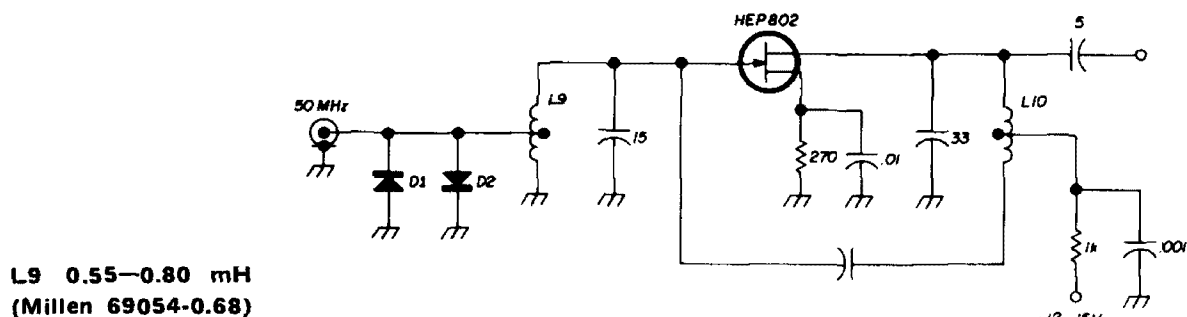 HEP802
5
50 MHz
L9
L10
15
270
.01
33
D1
D2
1k
.001
L9 0.55—0.80 mH
(Millen 69054-0.68)